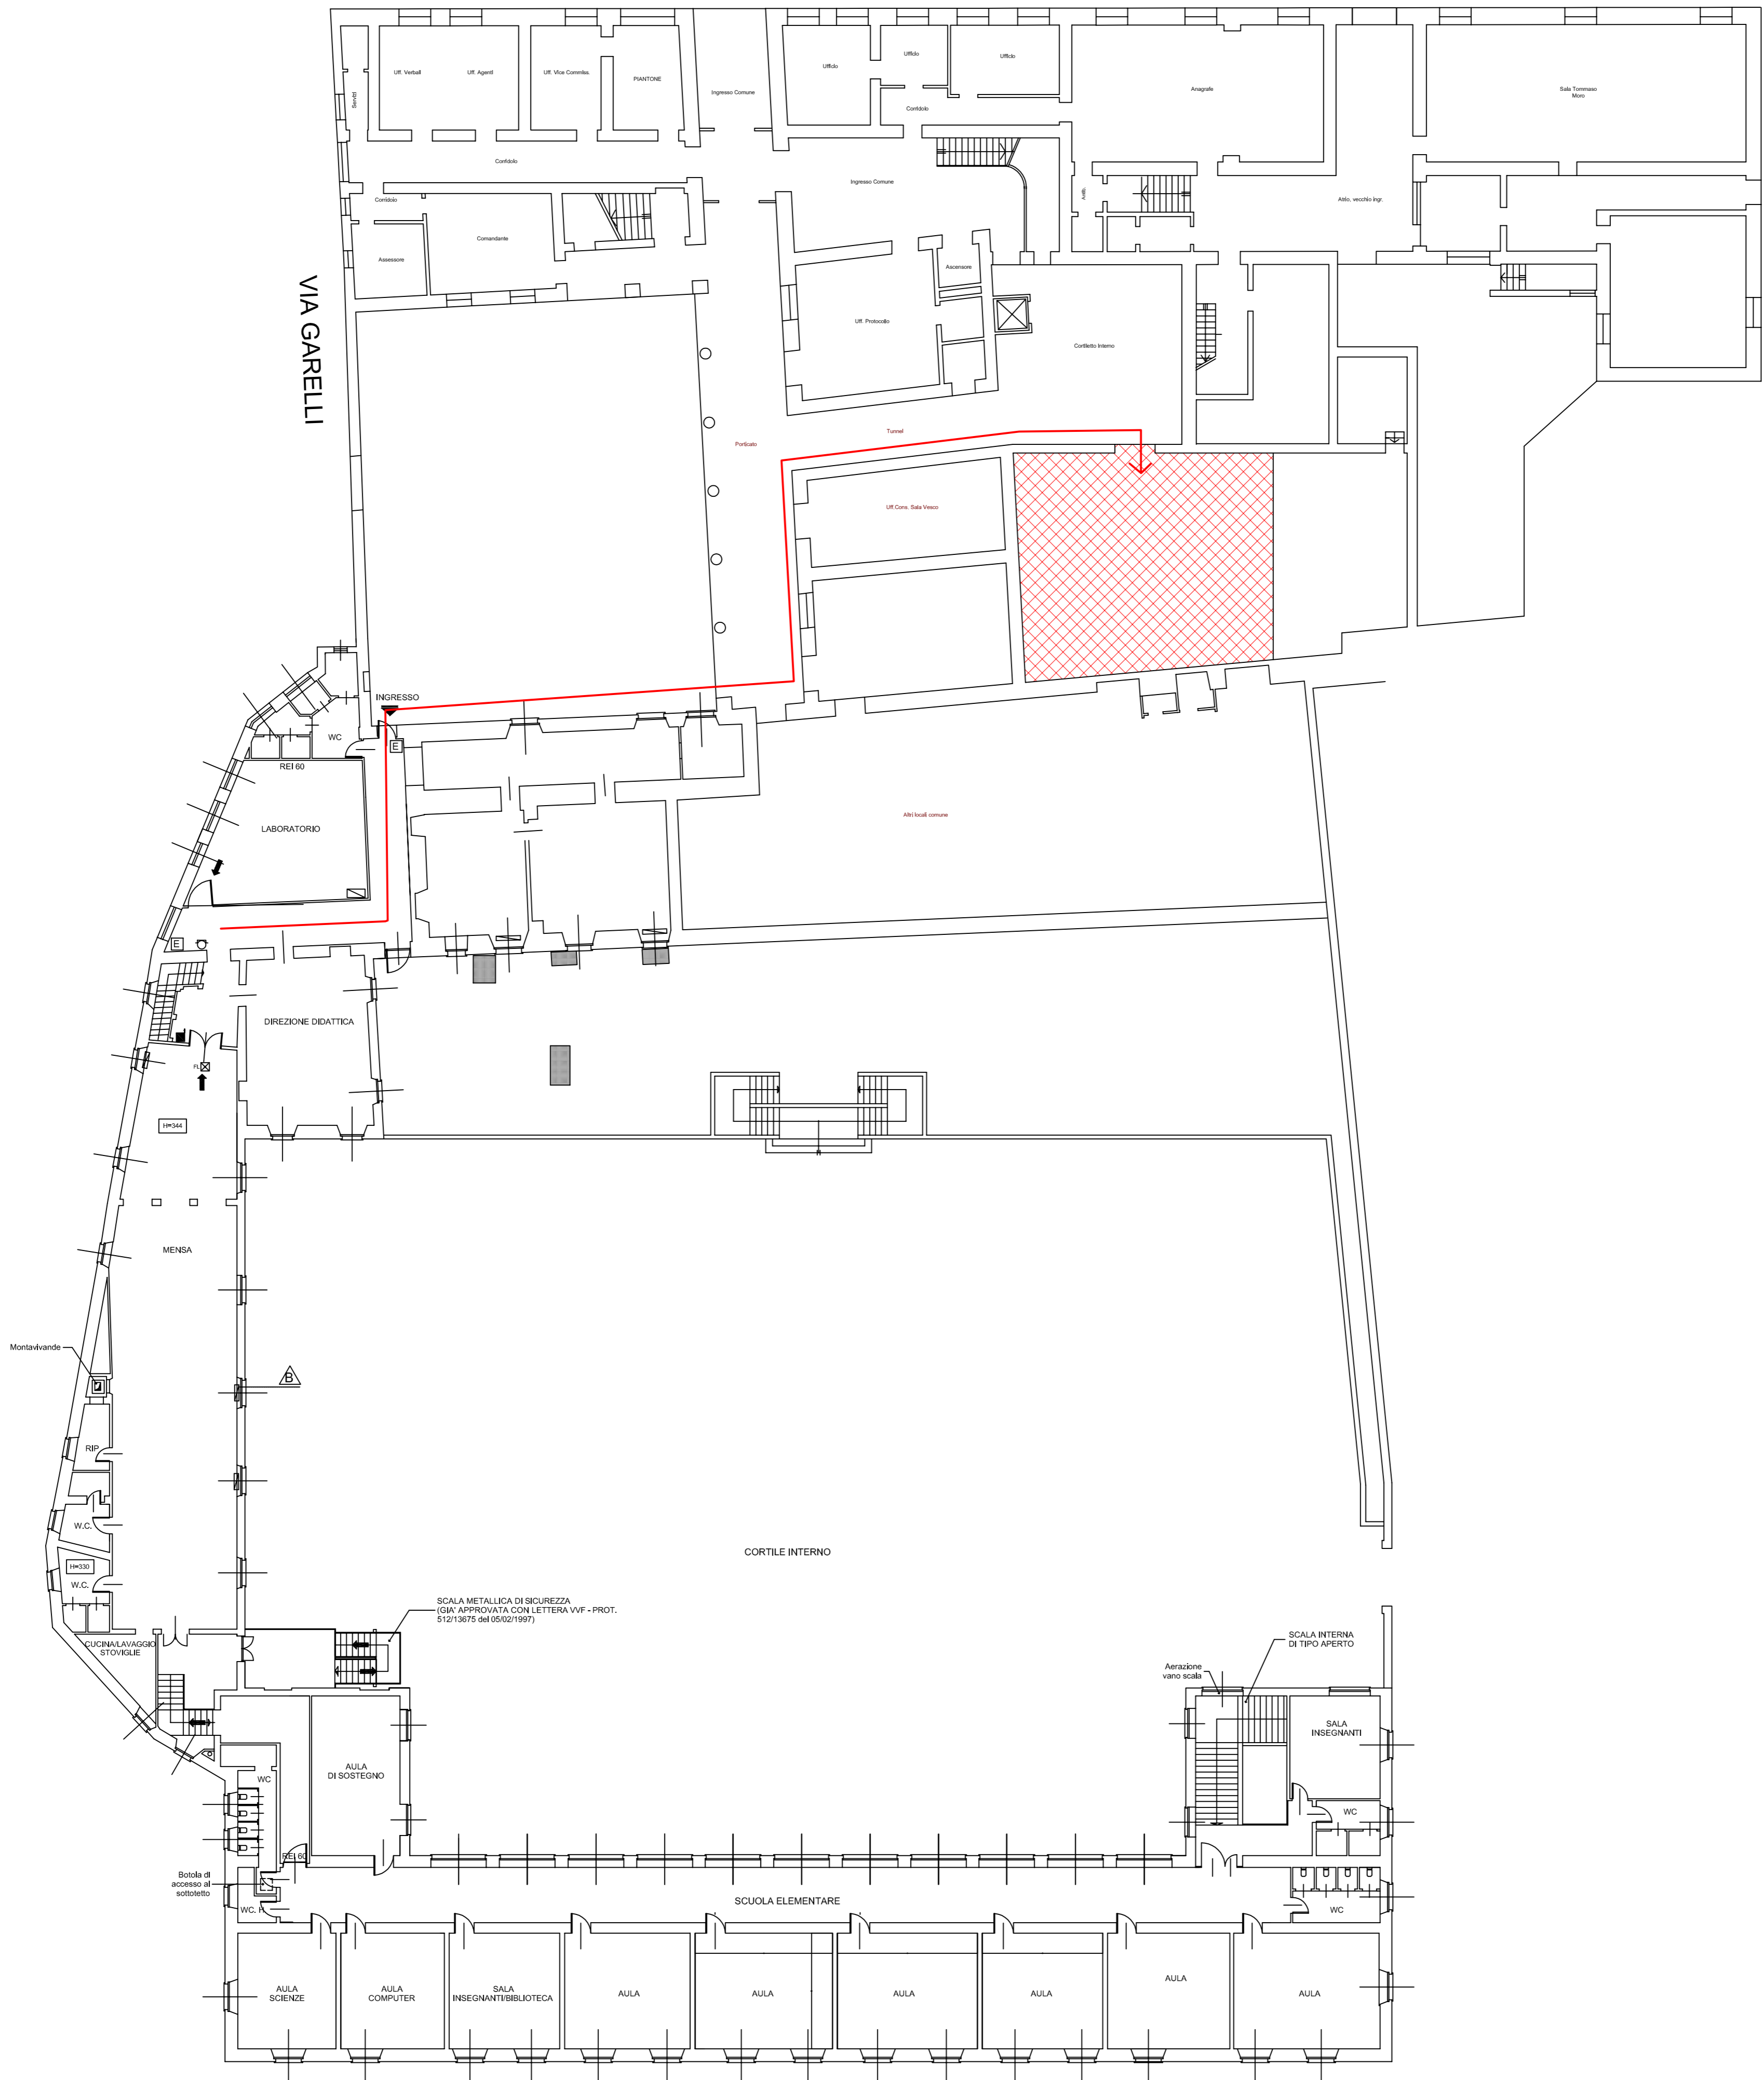 Uff. Verbali
Uff. Agenti
Uff. Vice Commiss.
PIANTONE
Servizi
Ingresso Comune
Ufficio
Ufficio
Ufficio
Corridoio
Anagrafe
Sala Tommaso
Moro
Corridoio
Corridoio
Ingresso Comune
Antib.
Atrio. vecchio ingr.
Comandante
Assessore
Ascensore
VIA GARELLI
Uff. Protocollo
Cortiletto Interno
Porticato
Tunnel
Uff.Cons. Sala Vesco
INGRESSO
WC
E
REI 60
LABORATORIO
Altri locali comune
E
DIREZIONE DIDATTICA
FL
H=344
MENSA
Montavivande
B
RIP
W.C.
H=330
W.C.
CORTILE INTERNO
SCALA METALLICA DI SICUREZZA
(GIA' APPROVATA CON LETTERA VVF - PROT.
512/13675 del 05/02/1997)
CUCINA/LAVAGGIO
STOVIGLIE
SCALA INTERNA
DI TIPO APERTO
Aerazione
vano scala
SALA
INSEGNANTI
AULA
DI SOSTEGNO
WC
WC
REI 60
Botola di
accesso al
sottotetto
WC. H
SCUOLA ELEMENTARE
WC
AULA
SCIENZE
AULA
COMPUTER
SALA
INSEGNANTI/BIBLIOTECA
AULA
AULA
AULA
AULA
AULA
AULA